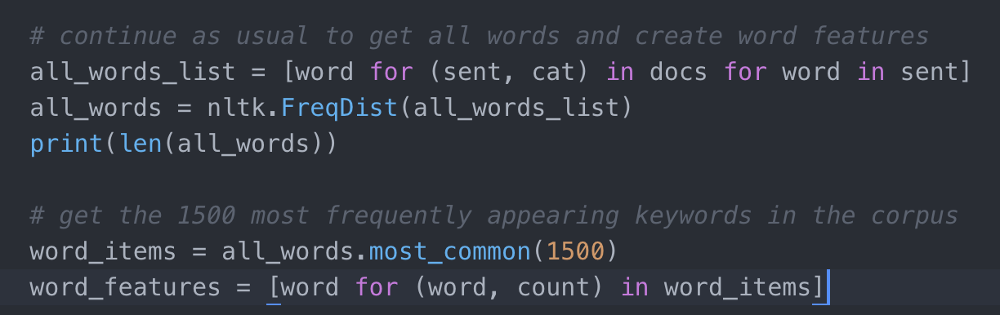 # continue as usual to get all words and create word features
all_words_list = [word for (sent, cat) in docs for word in sent]
all_words = nltk.FreqDist(all_words_list)
print(len(all_words))
# get the 1500 most frequently appearing keywords in the corpus
word_items = all_words.most_common(1500)
word_features = [word for (word, count) in word_items]